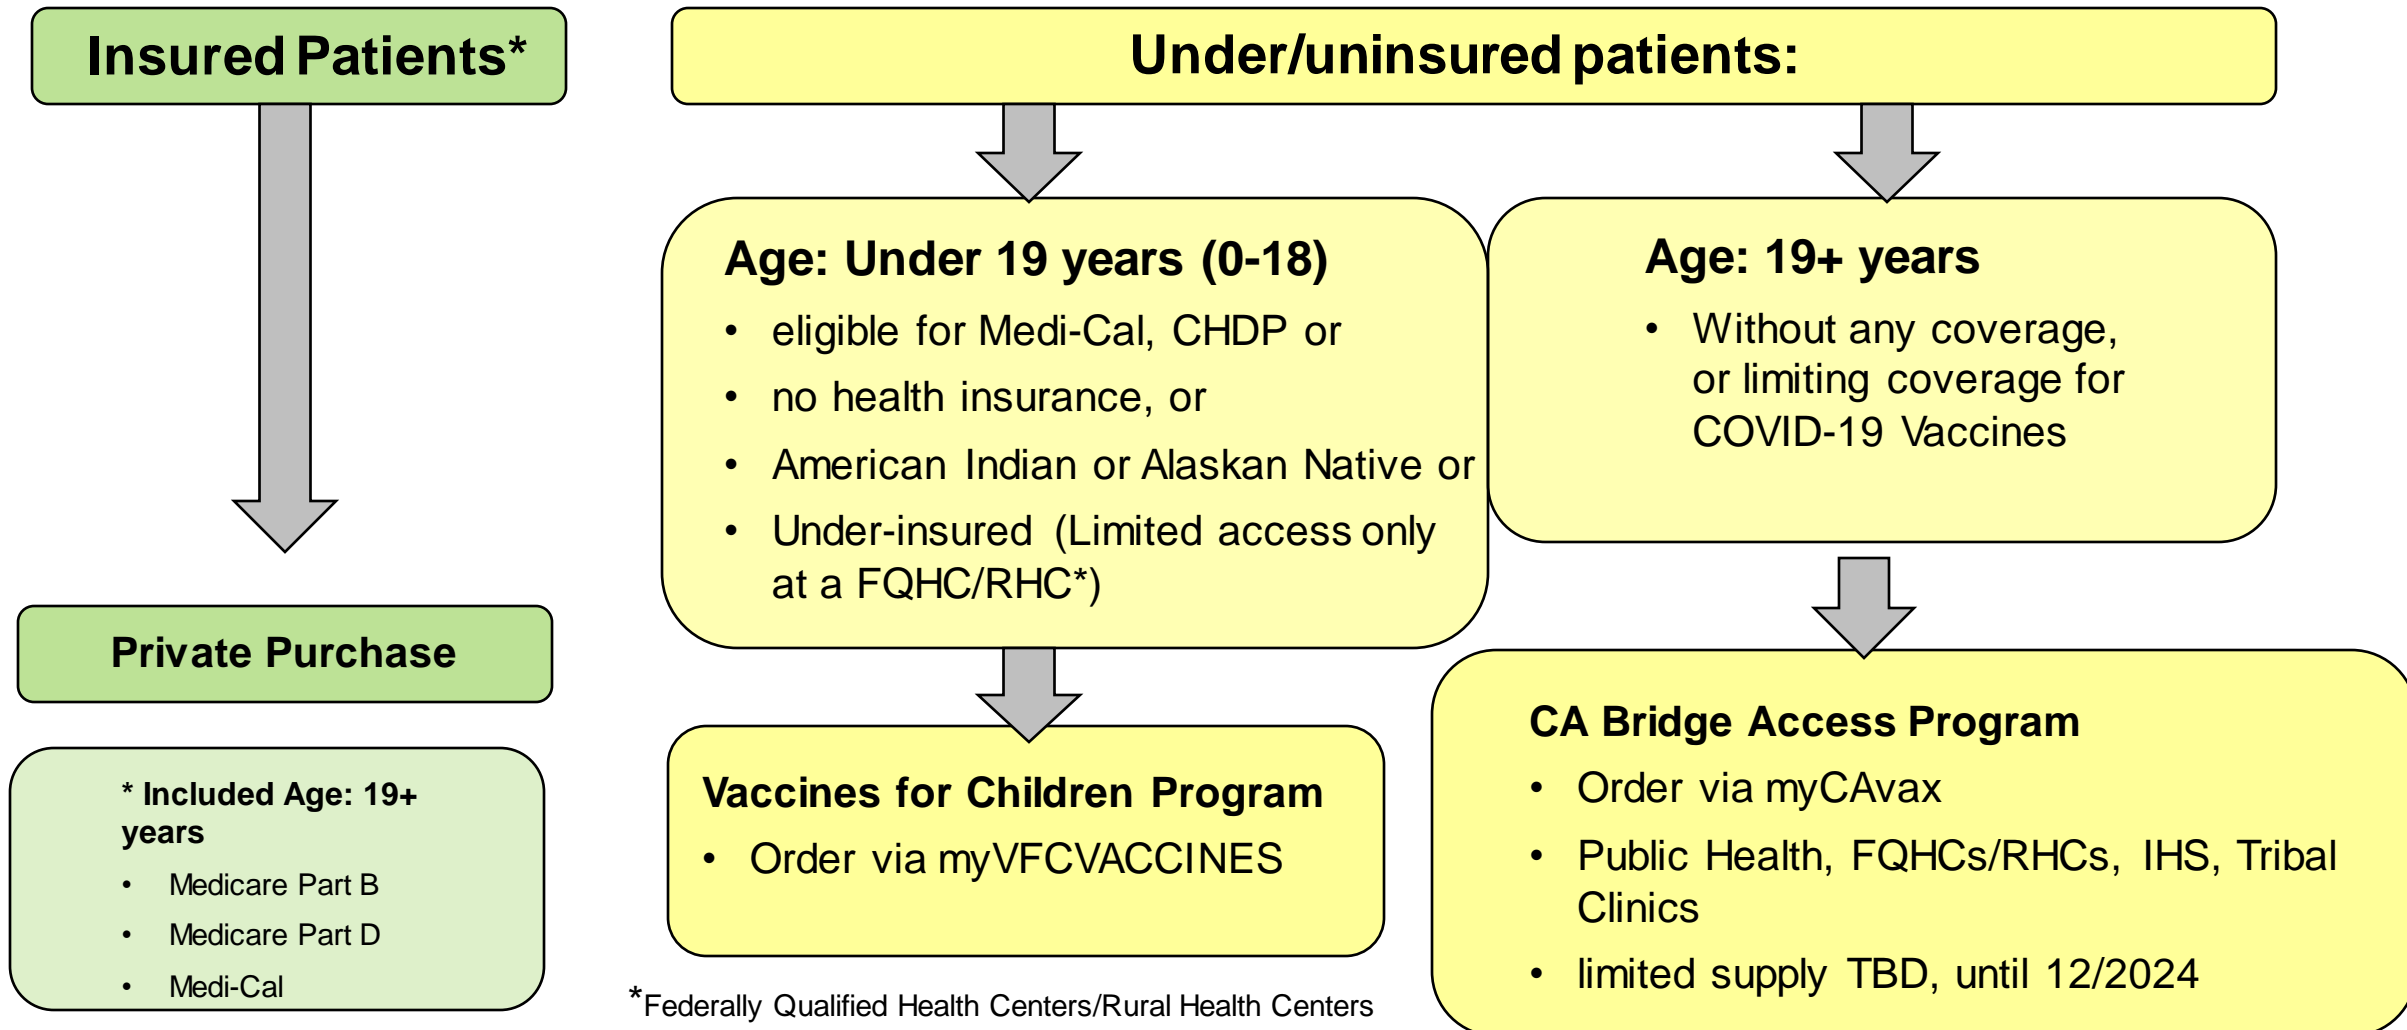 Insured Patients*
Under/uninsured patients:
Age: Under 19 years (0-18)
• eligible for Medi-Cal, CHDP or
• no health insurance, or
• American Indian or Alaskan Native or
• Under-insured (Limited access only
at a FQHC/RHC*)
Age: 19+ years
• Without any coverage,
or limiting coverage for
COVID-19 Vaccines
Private Purchase
* Included Age: 19+
years
• Medicare Part B
• Medicare Part D
• Medi-Cal
Vaccines for Children Program
• Order via myVFCVACCINES
CA Bridge Access Program
• Order via myCAvax
• Public Health, FQHCs/RHCs, IHS, Tribal
Clinics
• limited supply TBD, until 12/2024
*Federally Qualified Health Centers/Rural Health Centers